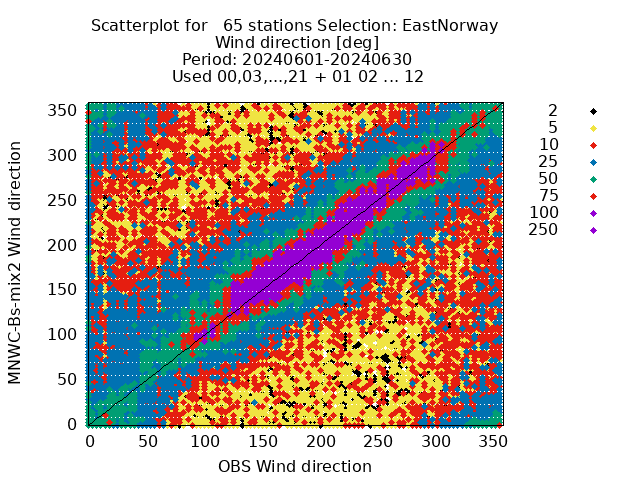 Scatterplot for   65 stations Selection: EastNorway
Wind direction [deg]
Period: 20240601-20240630
Used 00,03,...,21 + 01 02 ... 12
MNWC-Bs-mix2 Wind direction
350
300
250
200
150
100
50
0
0 50 100 150 200 250 300 350
OBS Wind direction
2
5
10
25
50
75
100
250